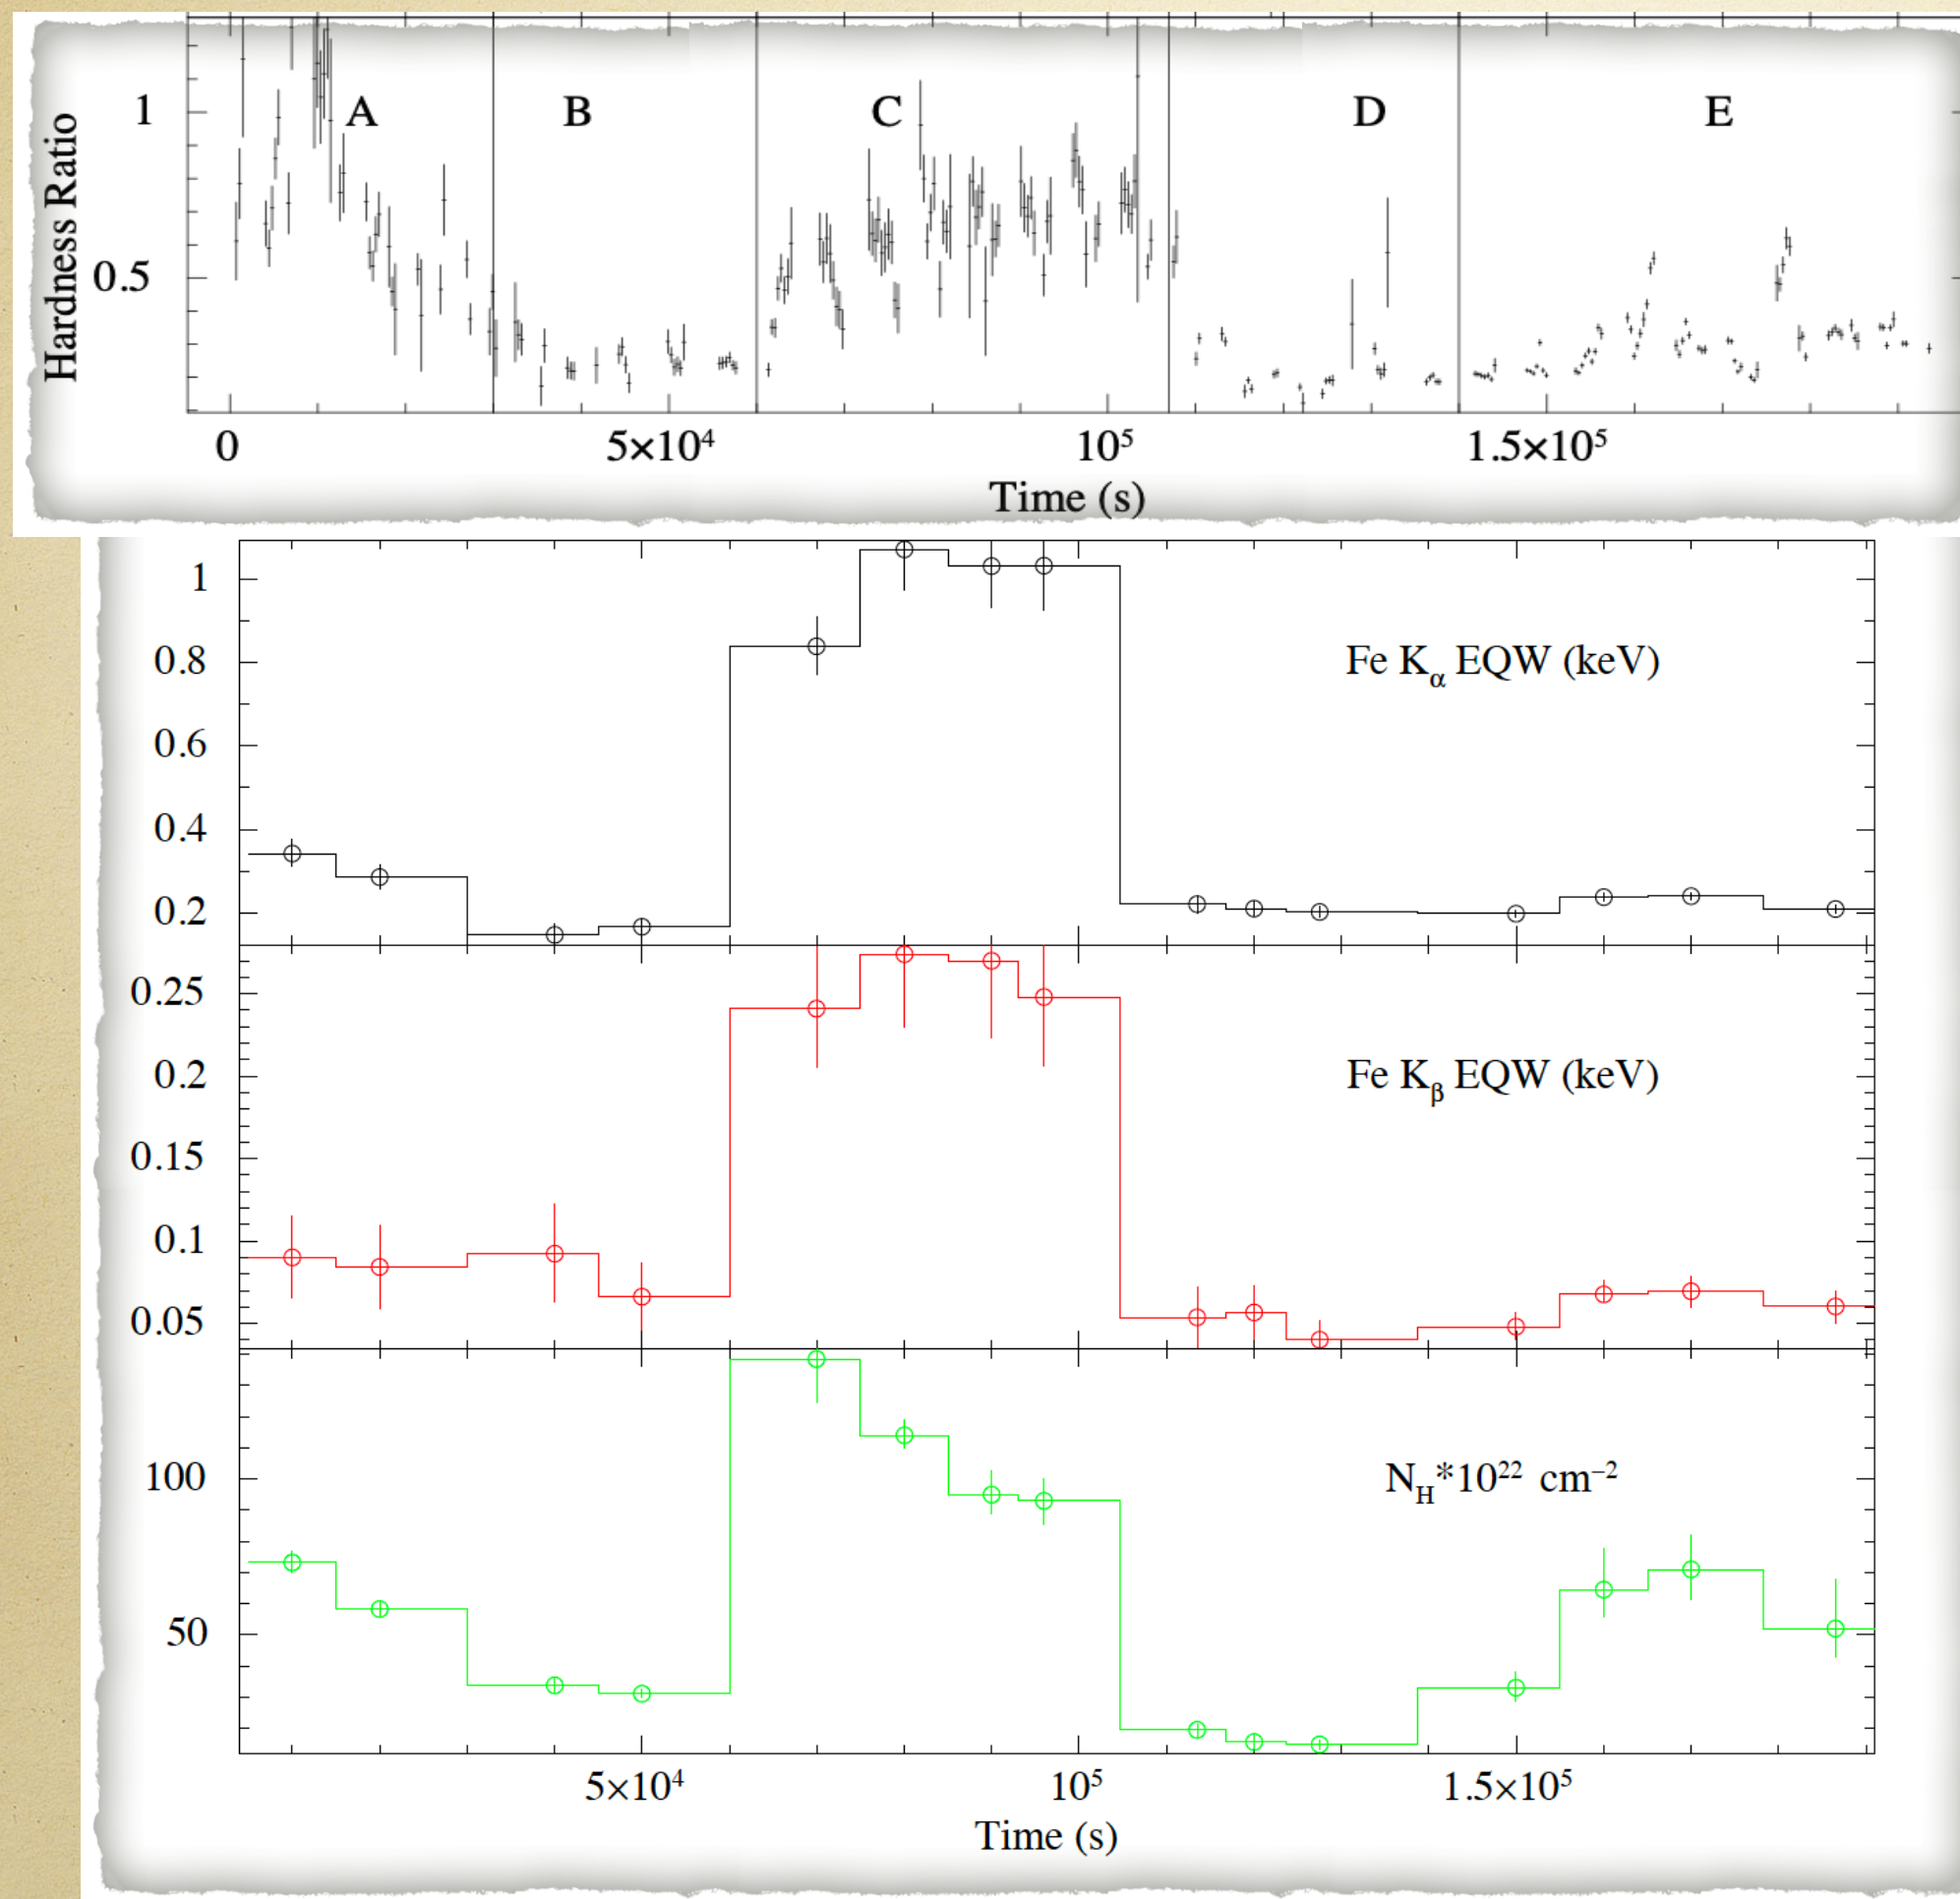 Hardness Ratio
1
0.5
A
B
C
D
E
0
5×10⁴
10⁵
1.5×10⁵
Time (s)
1
0.8
0.6
0.4
0.2
Fe Kα EQW (keV)
0.25
0.2
0.15
0.1
0.05
Fe Kβ EQW (keV)
100
50
N_H*10²² cm⁻²
5×10⁴
10⁵
1.5×10⁵
Time (s)